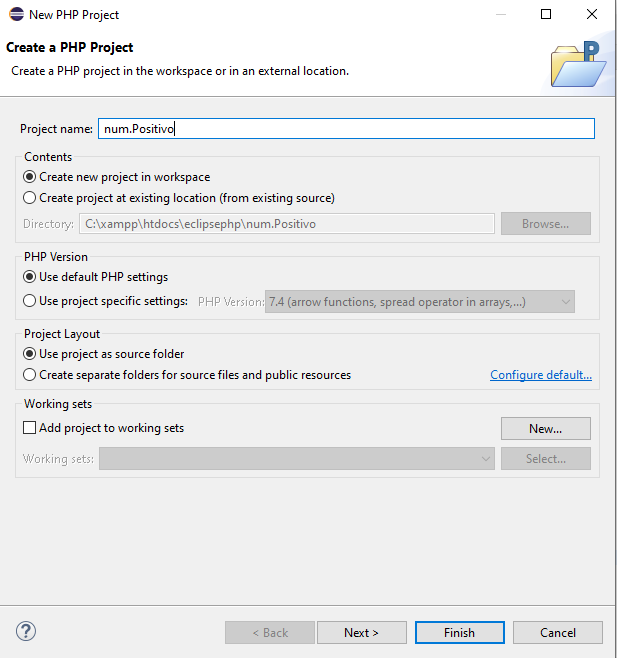 New PHP Project
Create a PHP Project
Create a PHP project in the workspace or in an external location.
Project name: num.Positivo
Contents
Create new project in workspace
Create project at existing location (from existing source)
Directory: C:\xampp\htdocs\eclipsephp\num.Positivo Browse...
PHP Version
Use default PHP settings
Use project specific settings: PHP Version: 7.4 (arrow functions, spread operator in arrays,...)
Project Layout
Use project as source folder
Create separate folders for source files and public resources Configure default...
Working sets
Add project to working sets New...
Working sets: Select...
? < Back Next > Finish Cancel